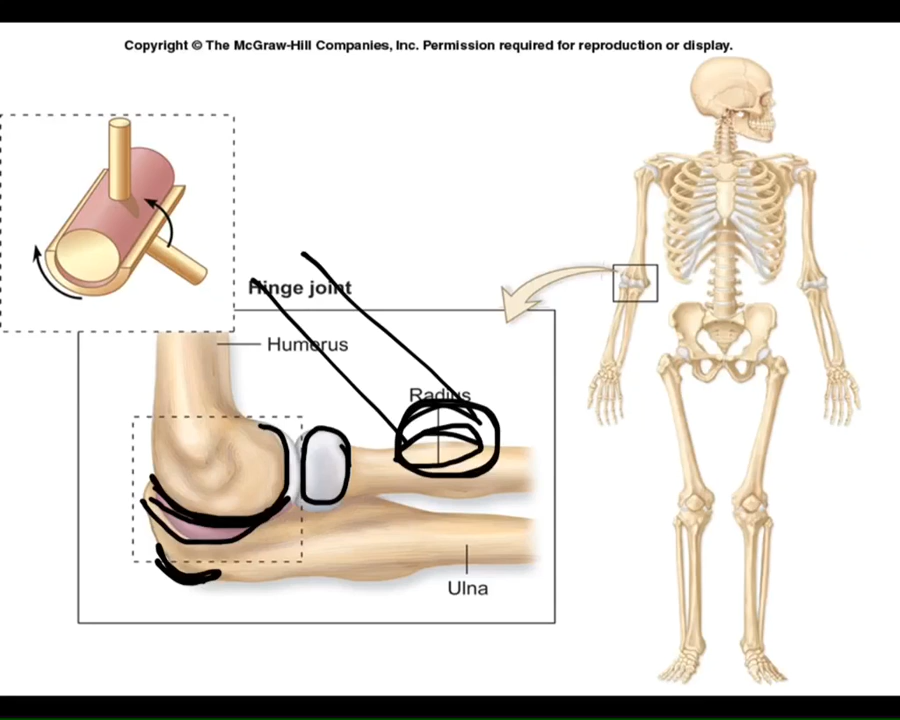 Copyright © The McGraw-Hill Companies, Inc. Permission required for reproduction or display.
Hinge joint
Humerus
Radius
Ulna